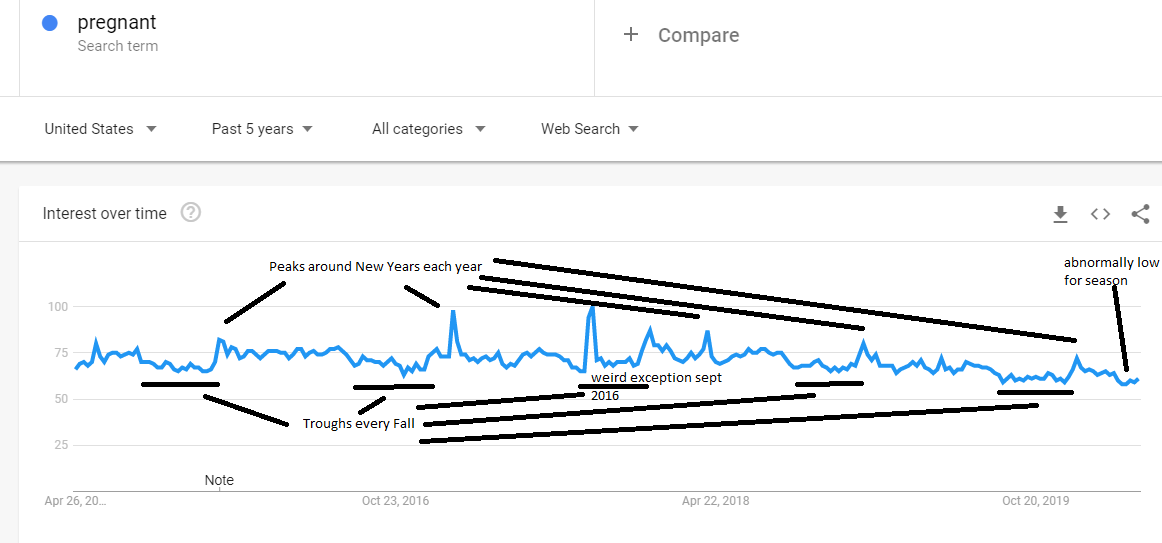 pregnant
Search term
+ Compare
United States
Past 5 years
All categories
Web Search
Interest over time ?
Peaks around New Years each year
abnormally low
for season
100
75
50
25
weird exception sept
2016
Troughs every Fall
Note
Apr 26, 20...
Oct 23, 2016
Apr 22, 2018
Oct 20, 2019